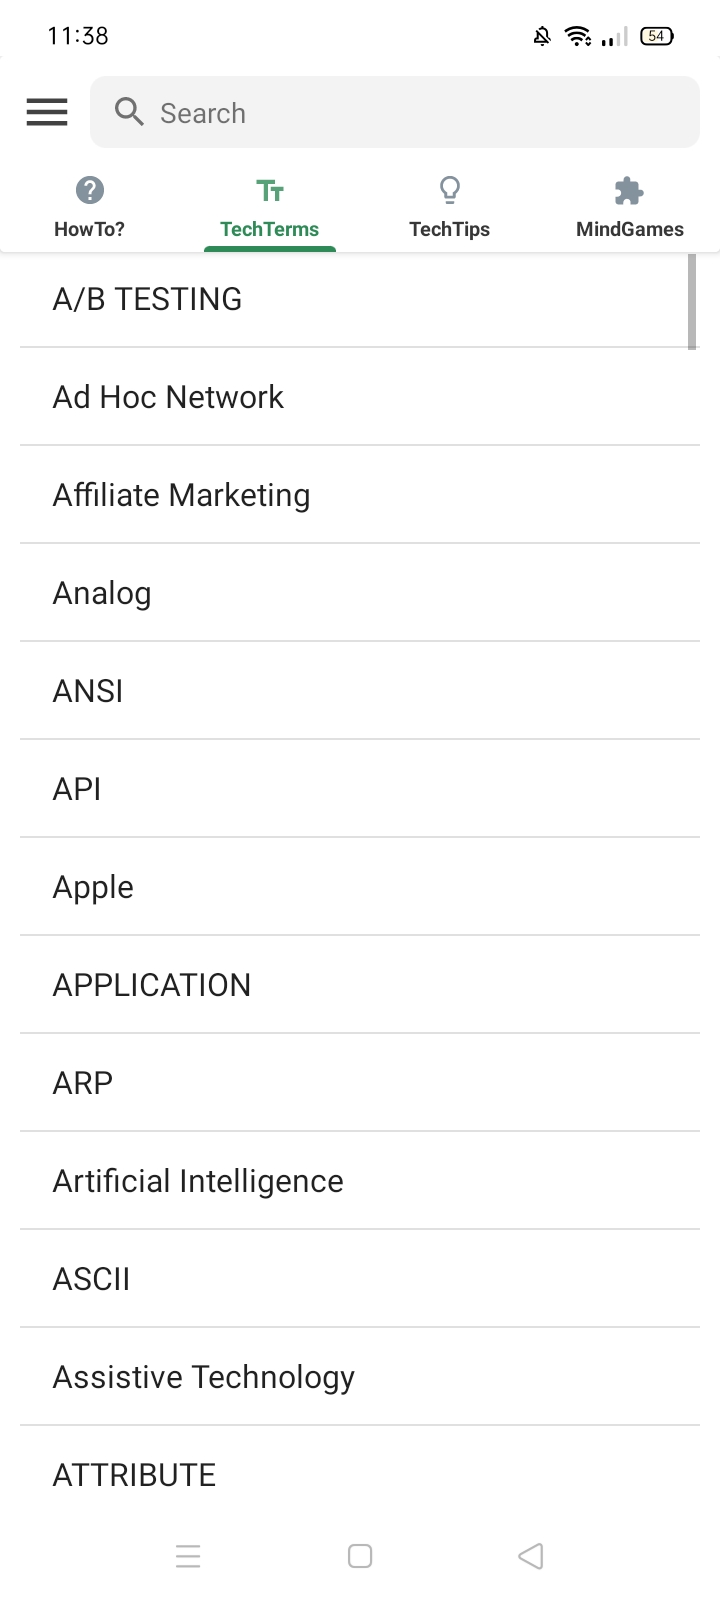 11:38
54
Search
HowTo?
TechTerms
TechTips
MindGames
A/B TESTING
Ad Hoc Network
Affiliate Marketing
Analog
ANSI
API
Apple
APPLICATION
ARP
Artificial Intelligence
ASCII
Assistive Technology
ATTRIBUTE